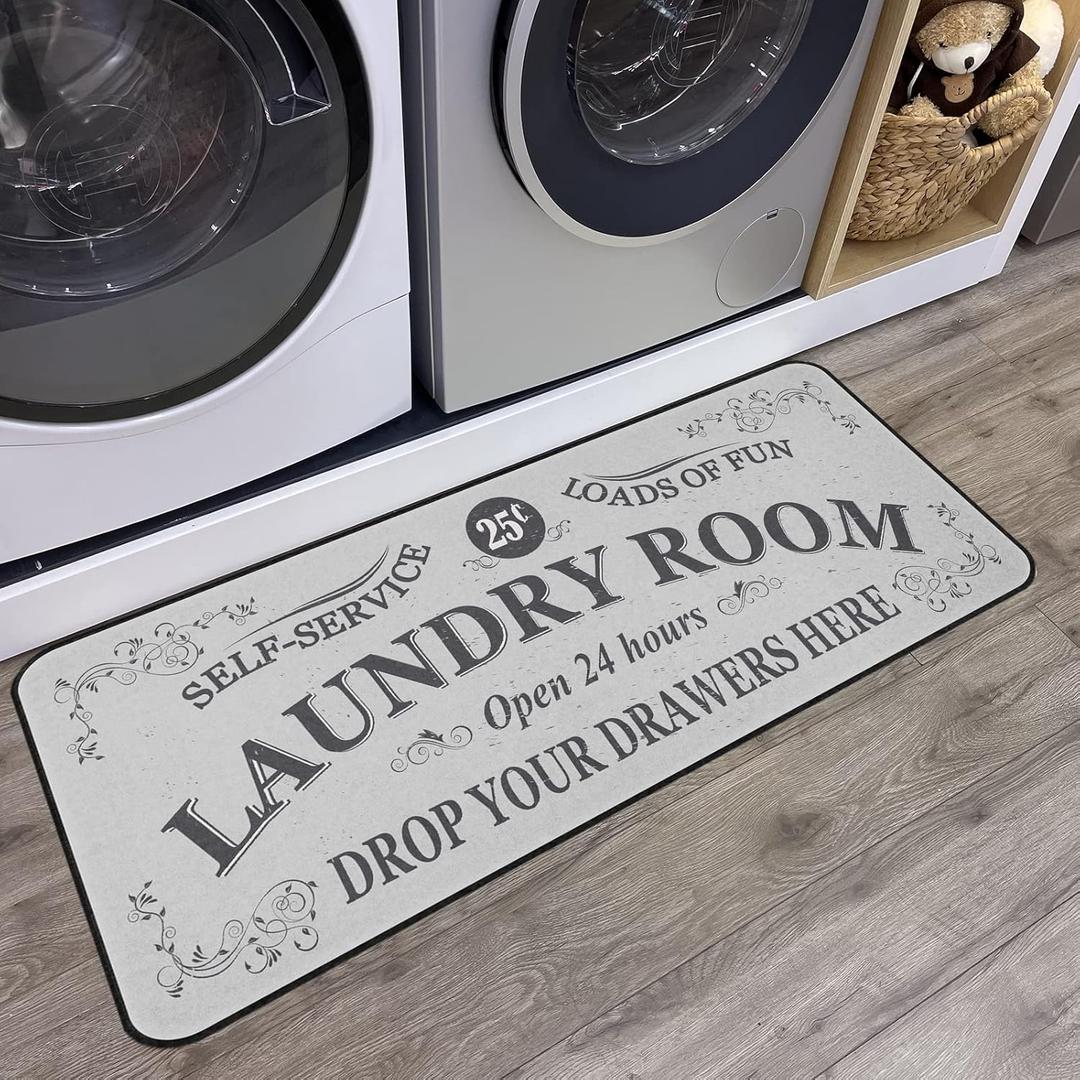 SELF-SERVICE
25¢
LOADS OF FUN
LAUNDRY ROOM
Open 24 hours
DROP YOUR DRAWERS HERE